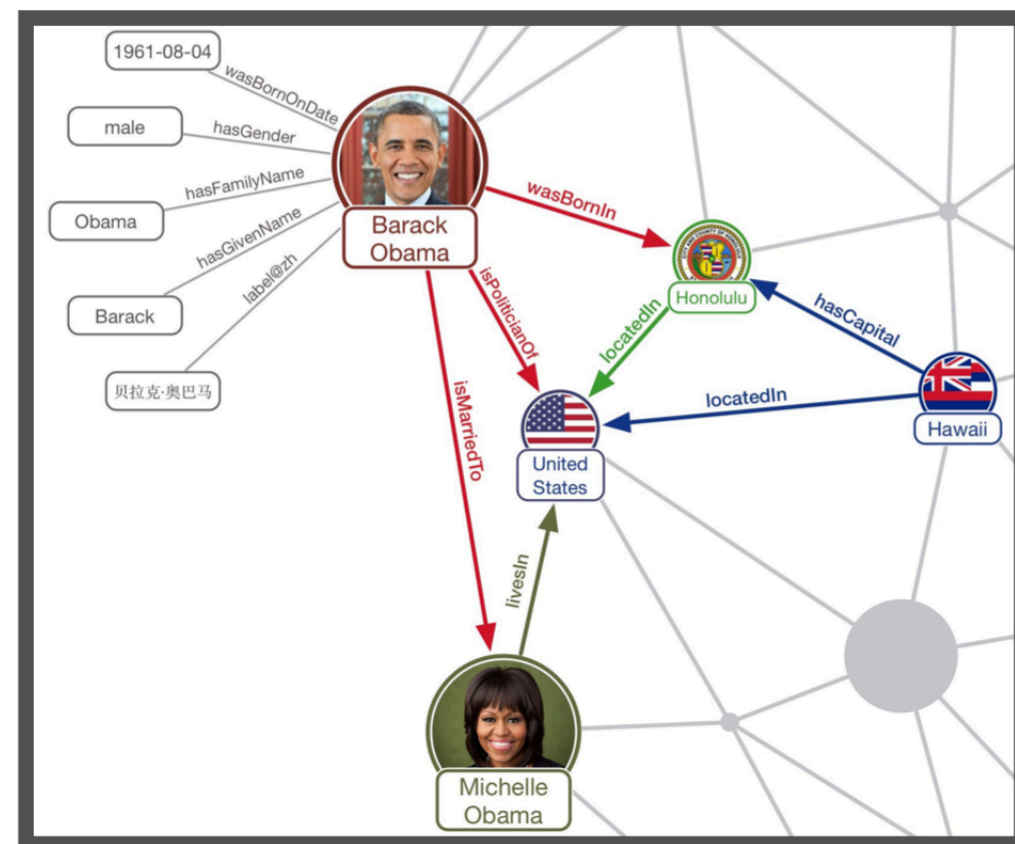 1961-08-04
wasBornOnDate
male
hasGender
hasFamilyName
Obama
hasGivenName
Barack
label@zh
贝拉克·奥巴马
Barack
Obama
wasBornIn
Honolulu
isPoliticianOf
locatedIn
hasCapital
isMarriedTo
locatedIn
Hawaii
United
States
livesIn
Michelle
Obama